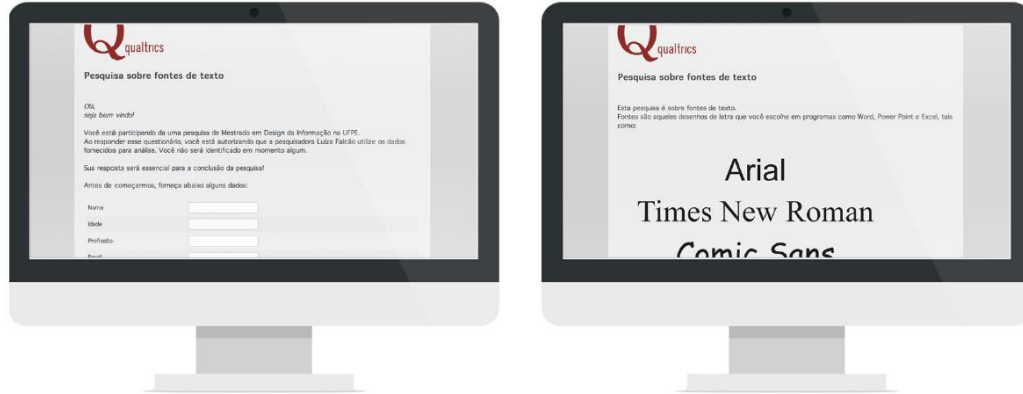 Qualtrics
Pesquisa sobre fontes de texto
Olá,
seja bem-vindo!
Você está participando da uma pesquisa de Mestrado em Design da Informação na UFPE.
Ao responder esse questionário, você está autorizando que a pesquisadora Luiza Falcão utilize os dados
fornecidos para análise. Você não será identificado em momento algum.
Sua resposta será essencial para a conclusão da pesquisa!
Antes de começarmos, forneça abaixo alguns dados:
Nome
Idade
Profissão
Email
Qualtrics
Pesquisa sobre fontes de texto
Esta pesquisa é sobre fontes de texto.
Fontes são aqueles desenhos de letra que você escolhe em programas como Word, Power Point e Excel, tais
como:
Arial
Times New Roman
Comic Sans